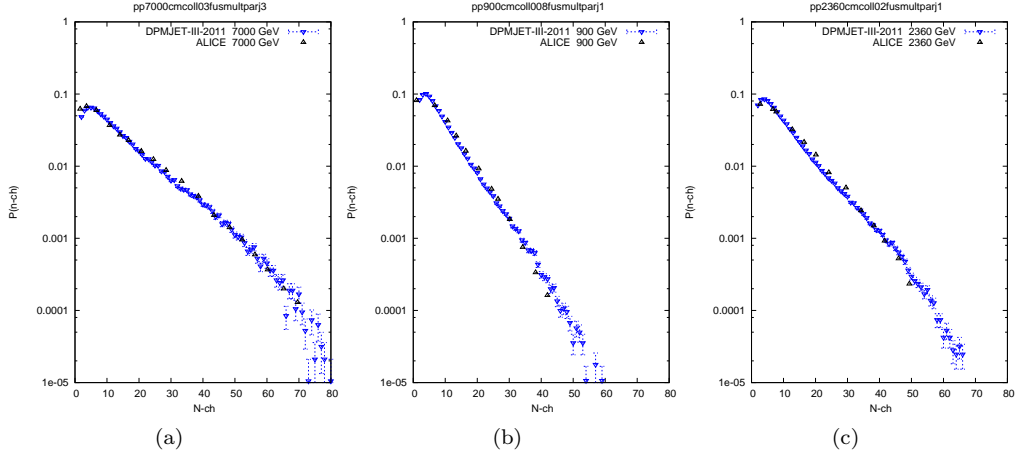 pp7000cmcoll03fusmultparj3
DPMJET-III-2011 7000 GeV
ALICE 7000 GeV
P(n-ch)
1
0.1
0.01
0.001
0.0001
1e-05
0 10 20 30 40 50 60 70 80
N-ch
(a)
pp900cmcoll008fusmultparj1
DPMJET-III-2011 900 GeV
ALICE 900 GeV
P(n-ch)
1
0.1
0.01
0.001
0.0001
1e-05
0 10 20 30 40 50 60 70 80
N-ch
(b)
pp2360cmcoll02fusmultparj1
DPMJET-III-2011 2360 GeV
ALICE 2360 GeV
P(n-ch)
1
0.1
0.01
0.001
0.0001
1e-05
0 10 20 30 40 50 60 70 80
N-ch
(c)